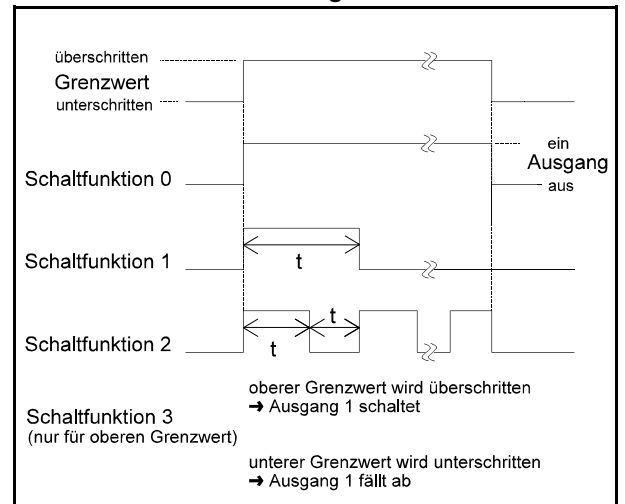 überschritten
Grenzwert
unterschritten
ein
Ausgang
aus
Schaltfunktion 0
Schaltfunktion 1
t
Schaltfunktion 2
t
t
Schaltfunktion 3
(nur für oberen Grenzwert)
oberer Grenzwert wird überschritten
➔ Ausgang 1 schaltet
unterer Grenzwert wird unterschritten
➔ Ausgang 1 fällt ab